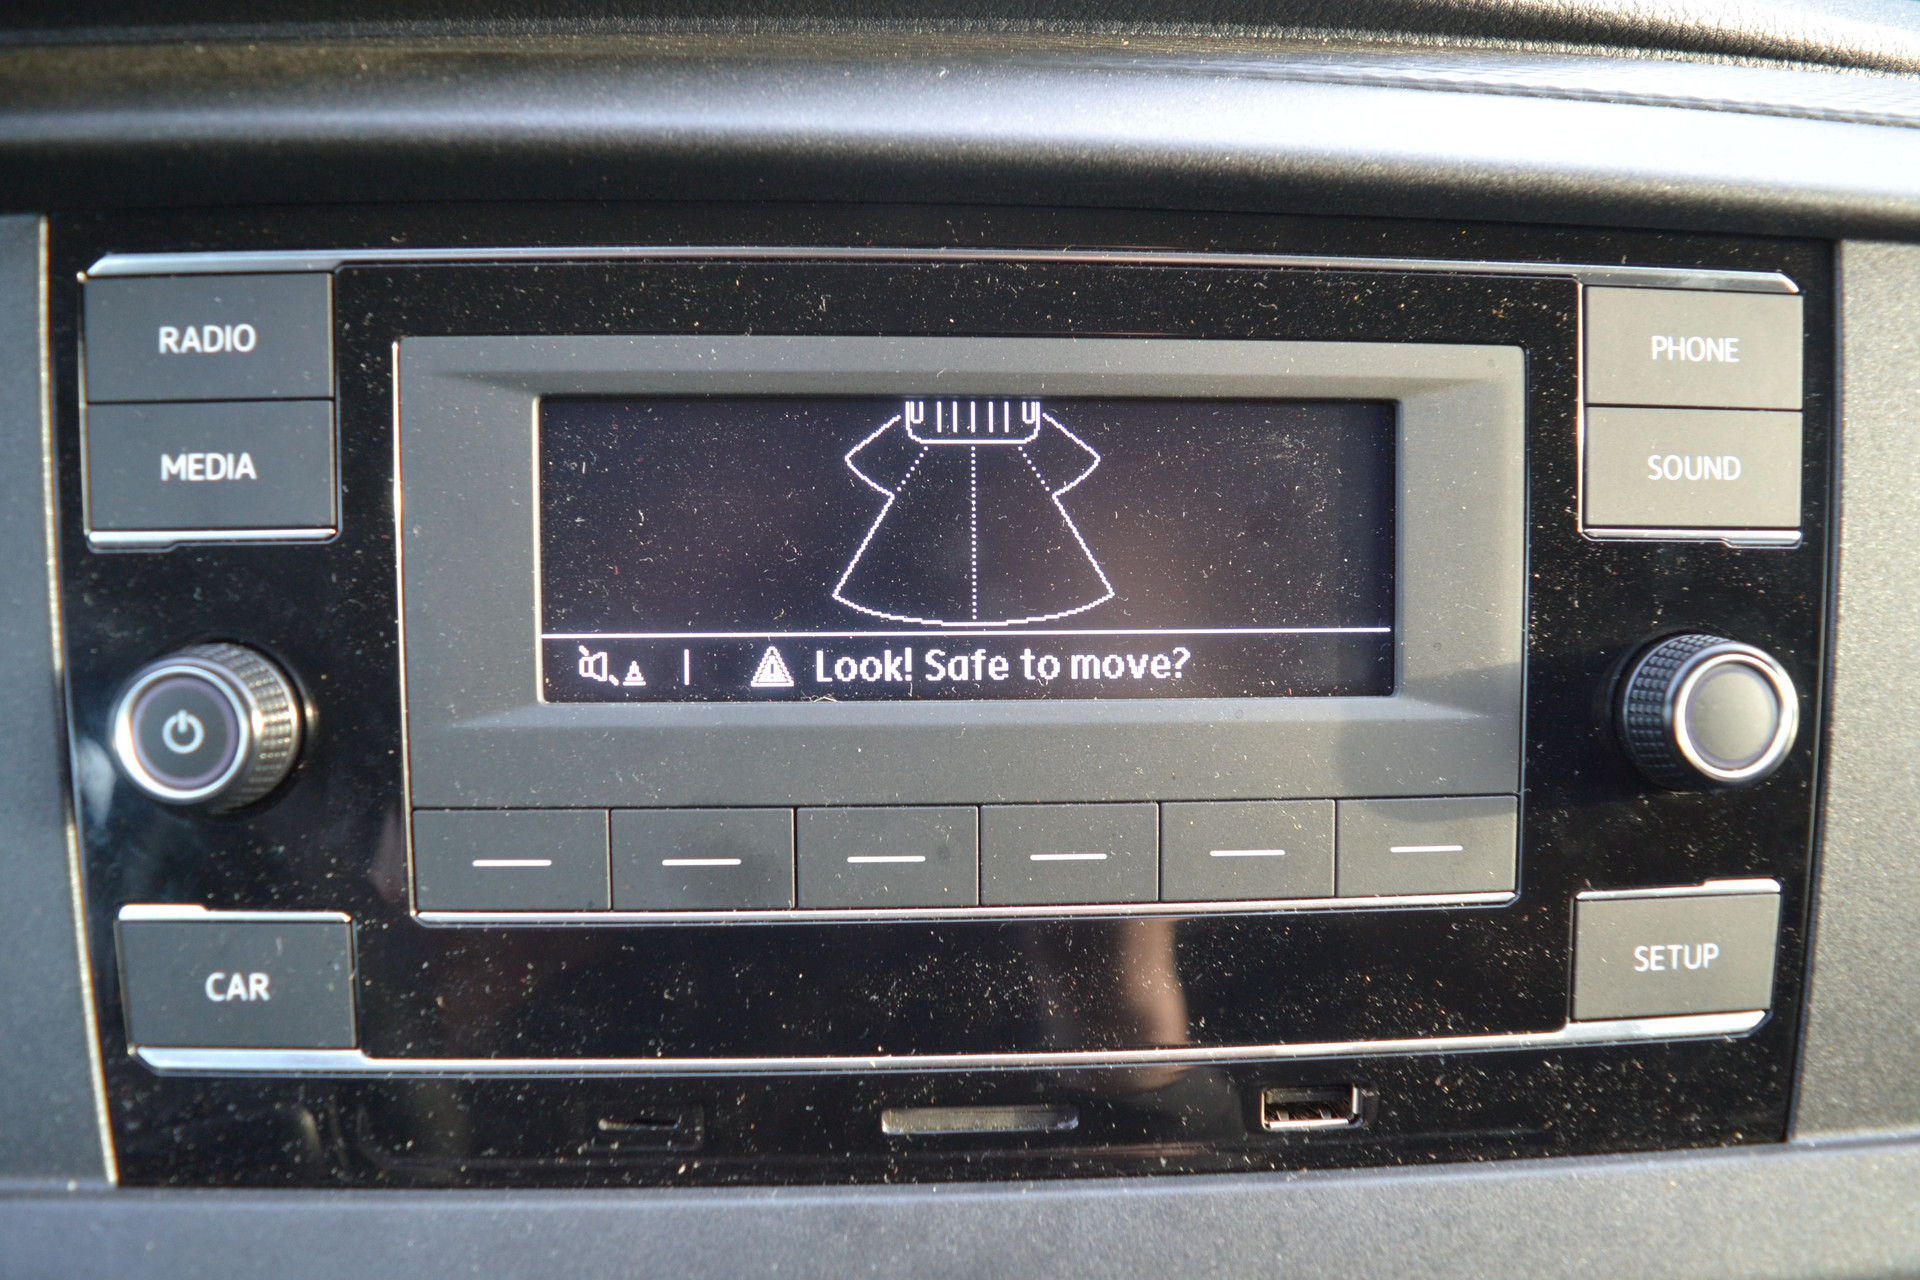 RADIO
MEDIA
PHONE
SOUND
Look! Safe to move?
CAR
SETUP